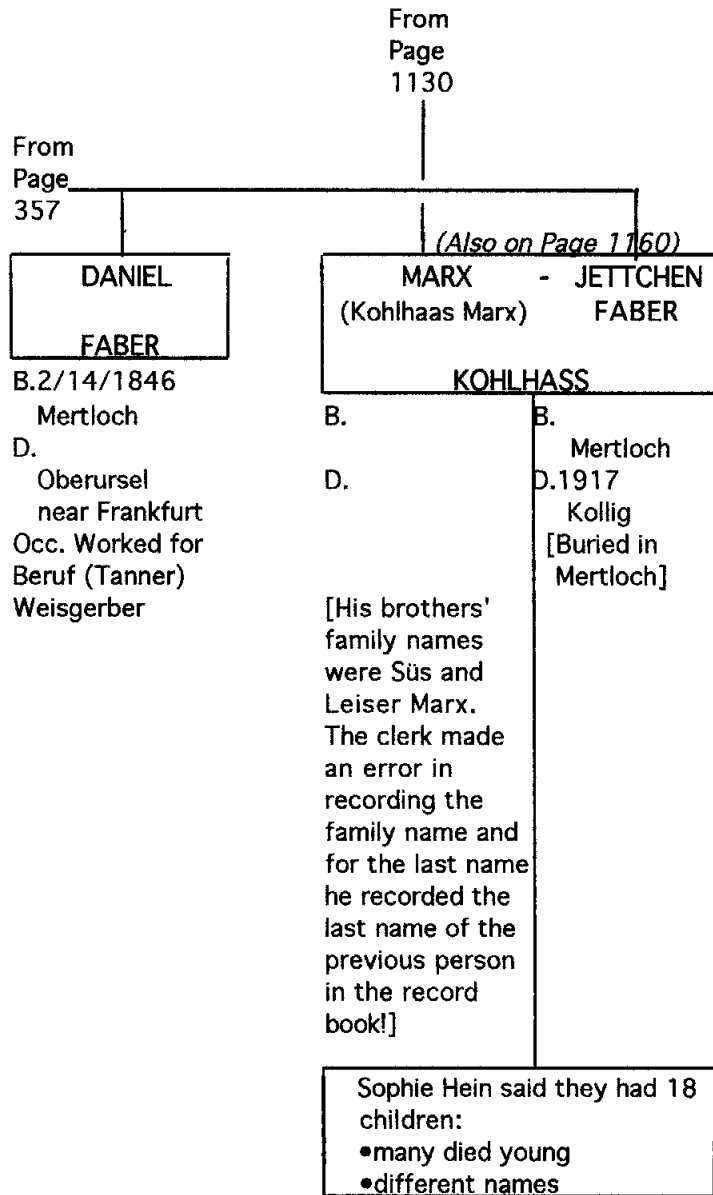 From
Page
1130
From
Page
357
(Also on Page 1160)
DANIEL
FABER
B.2/14/1846
Mertloch
D.
Oberursel
near Frankfurt
Occ. Worked for
Beruf (Tanner)
Weisgerber
MARX - JETTCHEN
(Kohlhaas Marx) FABER
KOHLHASS
B. B.
Mertloch
D. D.1917
Kollig
[Buried in
Mertloch]
[His brothers'
family names
were Süs and
Leiser Marx.
The clerk made
an error in
recording the
family name and
for the last name
he recorded the
last name of the
previous person
in the record
book!]
Sophie Hein said they had 18
children:
•many died young
•different names